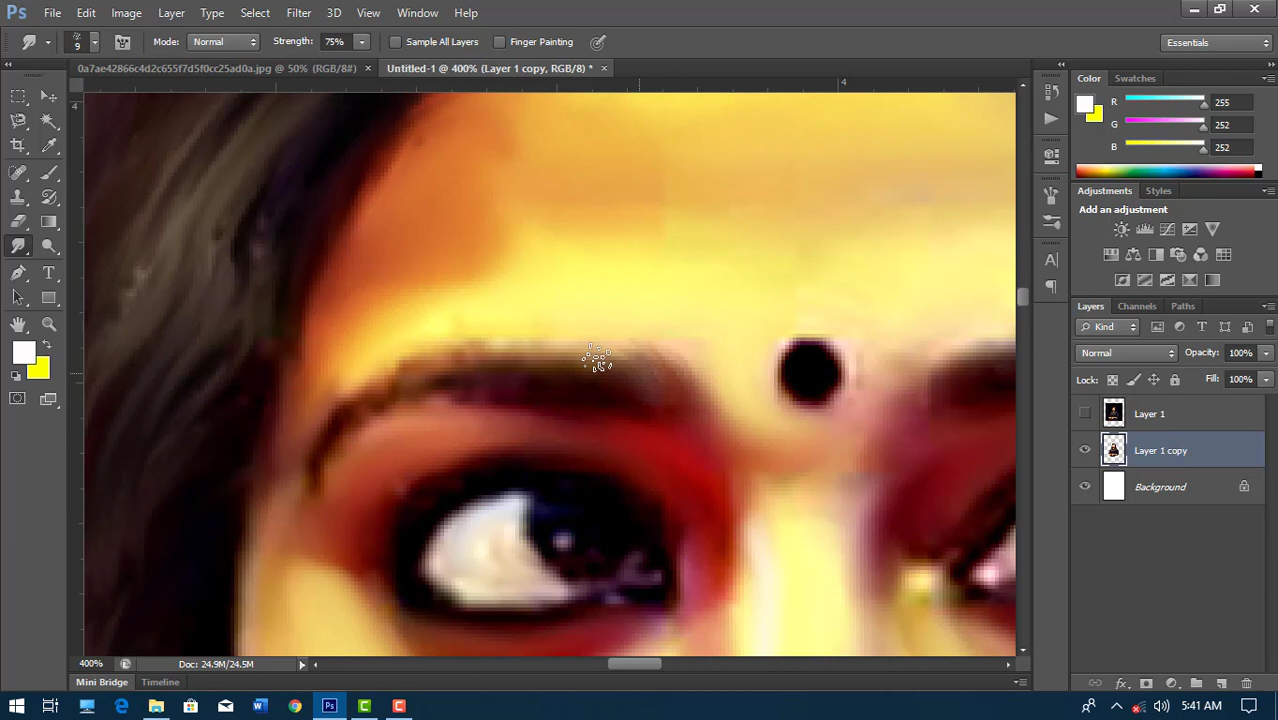 Ps File Edit Image Layer Type Select Filter 3D View Window Help
9 Mode: Normal Strength: 75% Sample All Layers Finger Painting Essentials
0a7ae42866c4d2c655f7d5f0cc25ad0a.jpg @ 50% (RGB/8#) × Untitled-1 @ 400% (Layer 1 copy, RGB/8) * ×
4
4
Color Swatches
R 255
G 252
B 252
Adjustments Styles
Add an adjustment
Layers Channels Paths
Kind
Normal Opacity: 100%
Lock: Fill: 100%
Layer 1
Layer 1 copy
Background
400% Doc: 24.9M/24.5M
Mini Bridge Timeline
5:41 AM